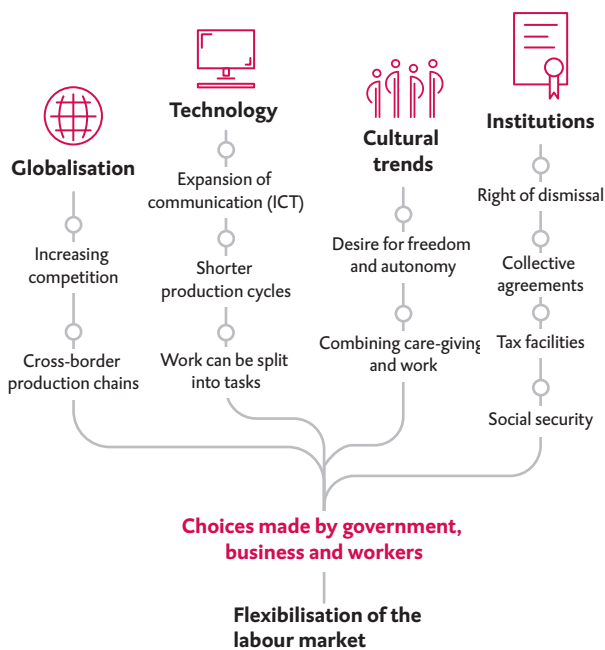 Globalisation
Increasing
competition
Cross-border
production chains
Technology
Expansion of
communication (ICT)
Shorter
production cycles
Work can be split
into tasks
Cultural
trends
Desire for freedom
and autonomy
Combining care-giving
and work
Institutions
Right of dismissal
Collective
agreements
Tax facilities
Social security
Choices made by government,
business and workers
Flexibilisation of the
labour market